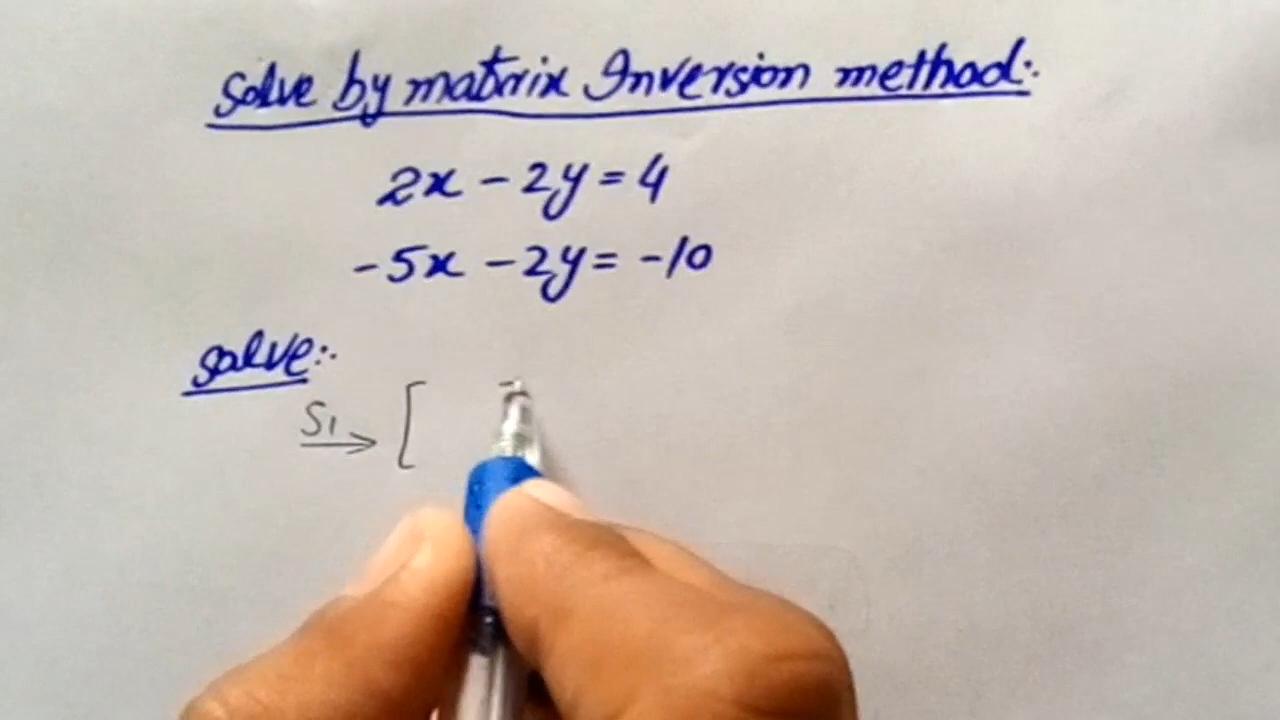 Solve by matrix Inversion method:.
2x - 2y = 4
-5x - 2y = -10
Solve:.
S1 → [